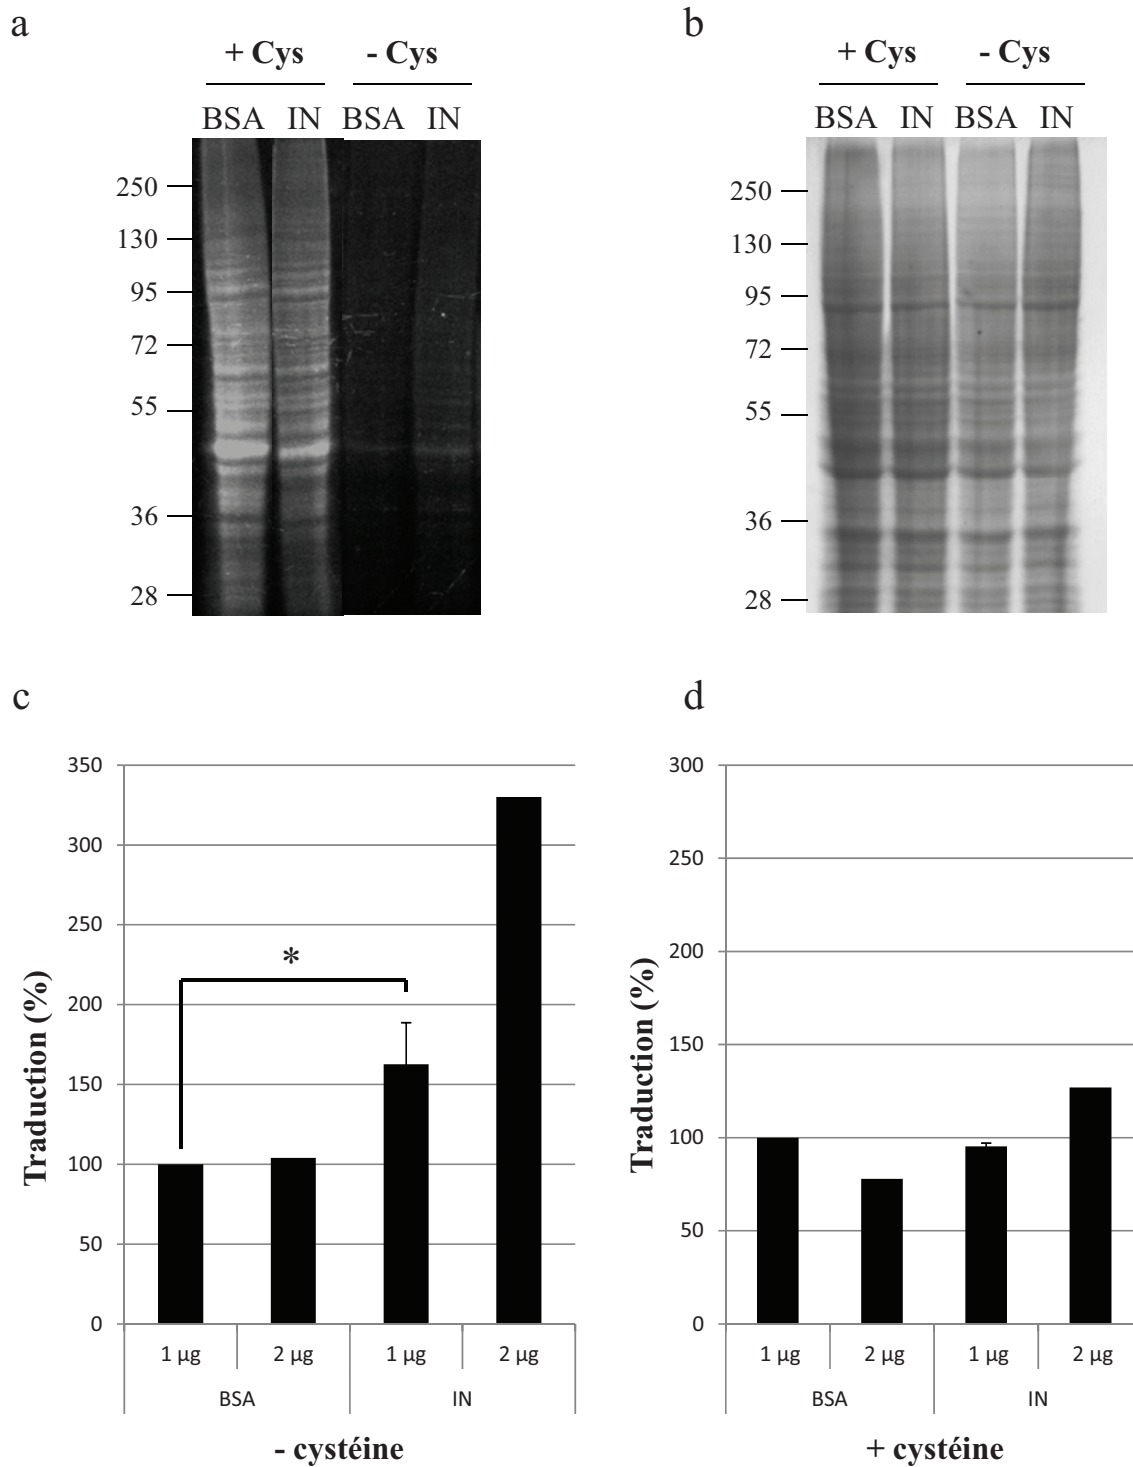 a
+ Cys - Cys
BSA IN BSA IN
250
130
95
72
55
36
28
b
+ Cys - Cys
BSA IN BSA IN
250
130
95
72
55
36
28
c
Traduction (%)
350
300
250
200
150
100
50
0
*
1 µg 2 µg 1 µg 2 µg
BSA IN
- cystéine
d
Traduction (%)
300
250
200
150
100
50
0
1 µg 2 µg 1 µg 2 µg
BSA IN
+ cystéine